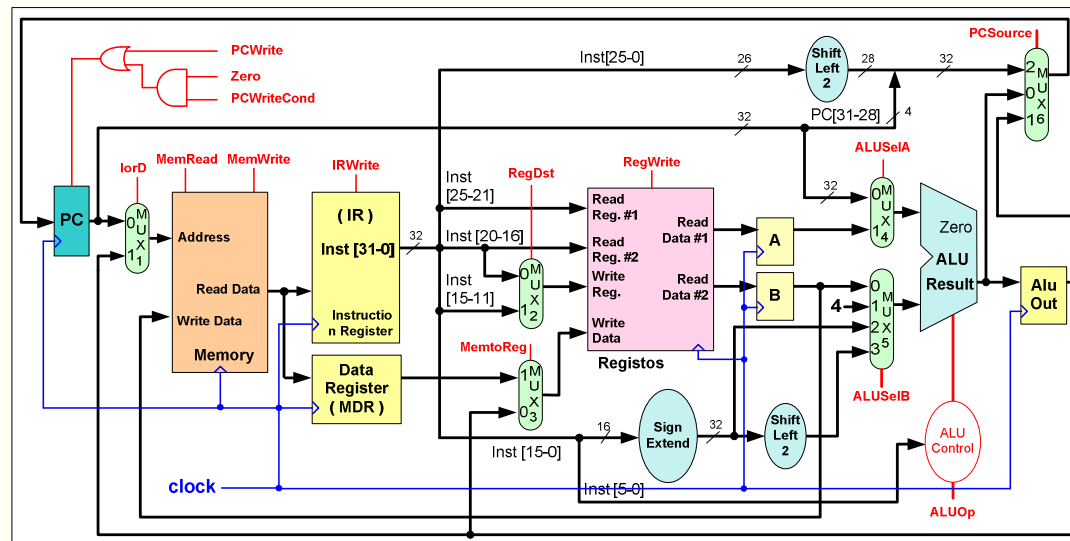 PCWrite
Zero
PCWriteCond
Inst[25-0]
26
Shift
Left
2
28
32
PCSource
2
0
1
M
U
X
6
PC[31-28]
4
32
IorD
MemRead
MemWrite
IRWrite
RegDst
RegWrite
ALUSelA
PC
0
1
M
U
X
1
Address
Read Data
Write Data
Memory
( IR )
Inst [31-0]
Instructio
n Register
32
Data
Register
( MDR )
Inst
[25-21]
Inst [20-16]
Inst
[15-11]
0
1
M
U
X
2
MemtoReg
1
0
M
U
X
3
Read
Reg. #1
Read
Reg. #2
Write
Reg.
Write
Data
Read
Data #1
Read
Data #2
Registos
A
B
32
0
1
M
U
X
4
4
0
1
2
3
M
U
X
5
ALUSelB
Zero
ALU
Result
Alu
Out
Inst [15-0]
16
Sign
Extend
32
Shift
Left
2
ALU
Control
ALUOp
clock
Inst[5-0]